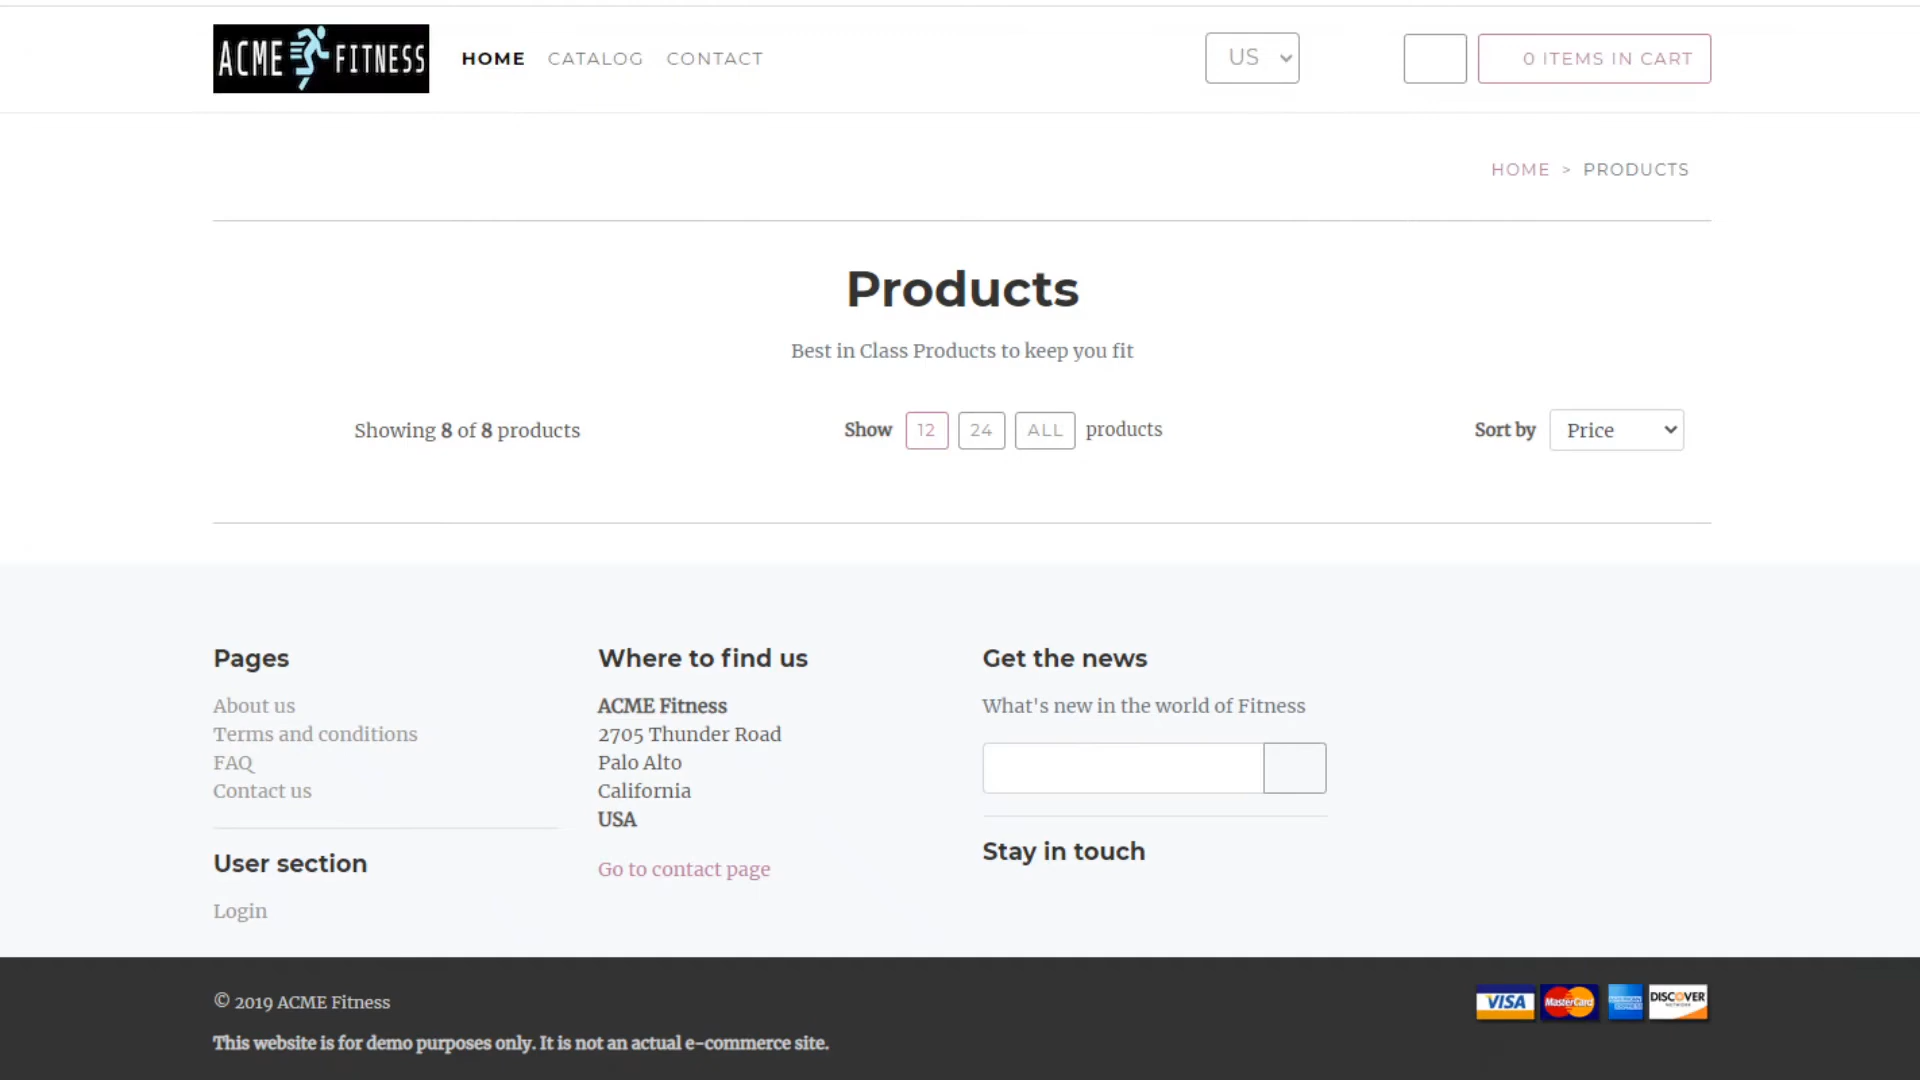 ACME FITNESS
HOME CATALOG CONTACT
US
0 ITEMS IN CART
HOME > PRODUCTS
Products
Best in Class Products to keep you fit
Showing 8 of 8 products
Show 12 24 ALL products
Sort by Price
Pages
About us
Terms and conditions
FAQ
Contact us
User section
Login
Where to find us
ACME Fitness
2705 Thunder Road
Palo Alto
California
USA
Go to contact page
Get the news
What's new in the world of Fitness
Stay in touch
© 2019 ACME Fitness
This website is for demo purposes only. It is not an actual e-commerce site.
VISA MasterCard AMERICAN EXPRESS DISCOVER NETWORK